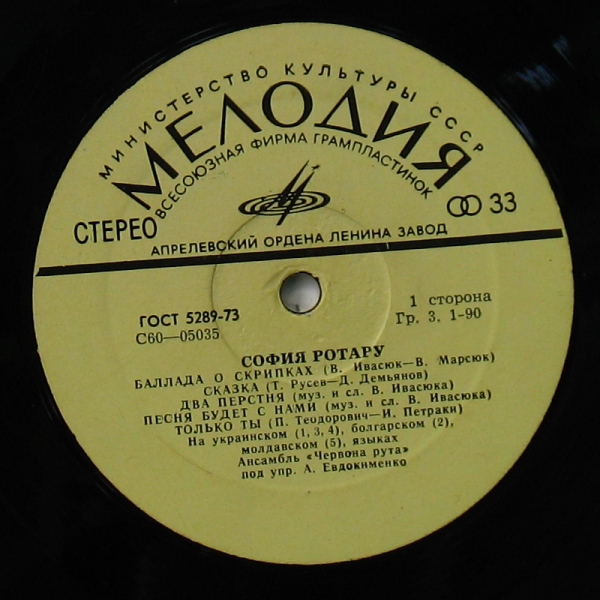 МИНИСТЕРСТВО КУЛЬТУРЫ СССР
МЕЛОДИЯ
ВСЕСОЮЗНАЯ ФИРМА ГРАМПЛАСТИНОК
СТЕРЕО
33
АПРЕЛЕВСКИЙ ОРДЕНА ЛЕНИНА ЗАВОД
ГОСТ 5289-73
1 сторона
С60—05035
Гр. 3. 1-90
СОФИЯ РОТАРУ
БАЛЛАДА О СКРИПКАХ (В. Ивасюк—В. Марсюк)
СКАЗКА (Т. Русев—Д. Демьянов)
ДВА ПЕРСТНЯ (муз. и сл. В. Ивасюка)
ПЕСНЯ БУДЕТ С НАМИ (муз. и сл. В. Ивасюка)
ТОЛЬКО ТЫ (П. Теодорович—И. Петраки)
На украинском (1, 3, 4), болгарском (2),
молдавском (5), языках
Ансамбль «Червона рута»
под упр. А. Евдокименко